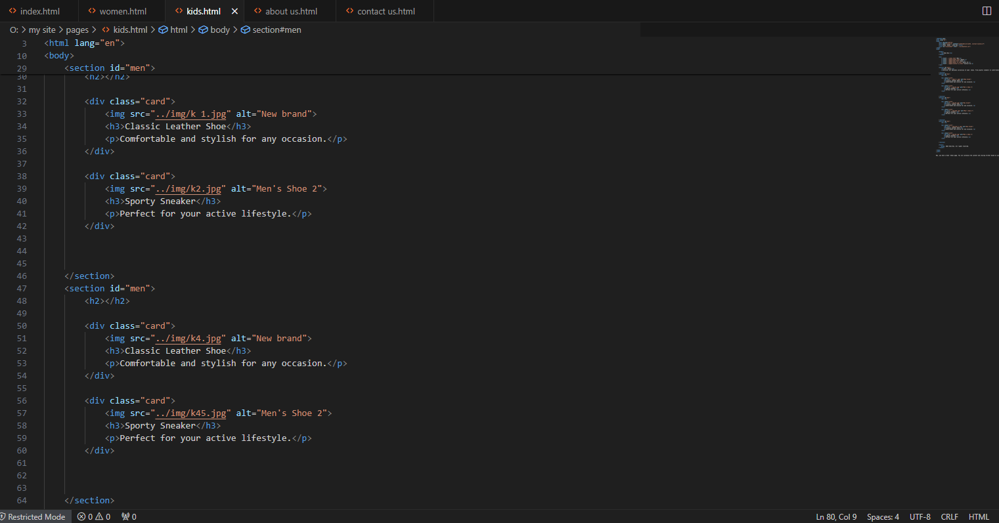 index.html women.html kids.html about us.html contact us.html
O: > my site > pages > kids.html > html > body > section#men
3 <html lang="en">
10 <body>
29 <section id="men">
30 <h2></h2>
31
32 <div class="card">
33 <img src="../img/k 1.jpg" alt="New brand">
34 <h3>Classic Leather Shoe</h3>
35 <p>Comfortable and stylish for any occasion.</p>
36 </div>
37
38 <div class="card">
39 <img src="../img/k2.jpg" alt="Men's Shoe 2">
40 <h3>Sporty Sneaker</h3>
41 <p>Perfect for your active lifestyle.</p>
42 </div>
43
44
45
46 </section>
47 <section id="men">
48 <h2></h2>
49
50 <div class="card">
51 <img src="../img/k4.jpg" alt="New brand">
52 <h3>Classic Leather Shoe</h3>
53 <p>Comfortable and stylish for any occasion.</p>
54 </div>
55
56 <div class="card">
57 <img src="../img/k45.jpg" alt="Men's Shoe 2">
58 <h3>Sporty Sneaker</h3>
59 <p>Perfect for your active lifestyle.</p>
60 </div>
61
62
63
64 </section>
Restricted Mode 0 0 0 Ln 80, Col 9 Spaces: 4 UTF-8 CRLF HTML